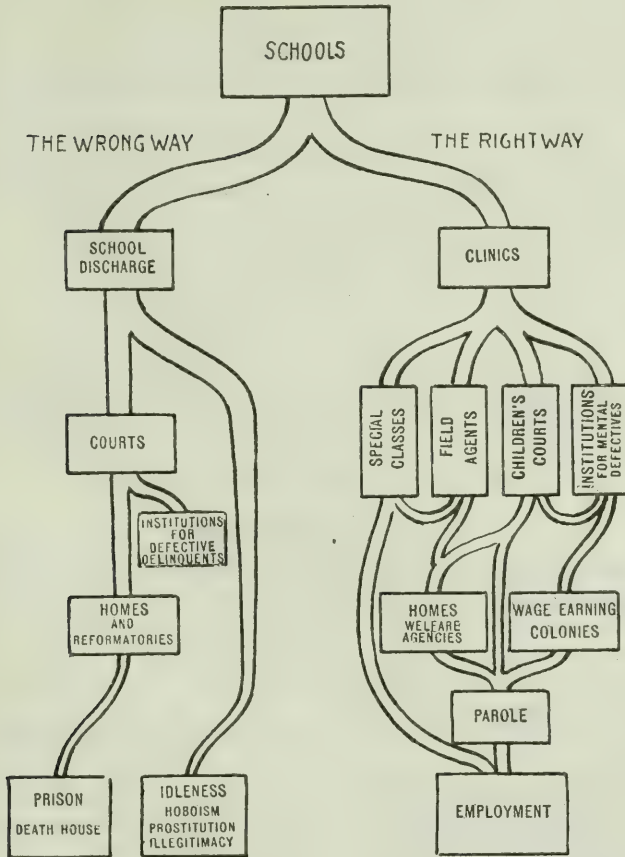 SCHOOLS
THE WRONG WAY
THE RIGHT WAY
SCHOOL
DISCHARGE
CLINICS
COURTS
SPECIAL
CLASSES
FIELD
AGENTS
CHILDREN'S
COURTS
INSTITUTIONS
FOR MENTAL
DEFECTIVES
INSTITUTIONS
FOR
DEFECTIVE
DELINQUENTS
HOMES
AND
REFORMATORIES
HOMES
WELFARE
AGENCIES
WAGE EARNING
COLONIES
PAROLE
PRISON
DEATH HOUSE
IDLENESS
HOBOISM
PROSTITUTION
ILLEGITIMACY
EMPLOYMENT